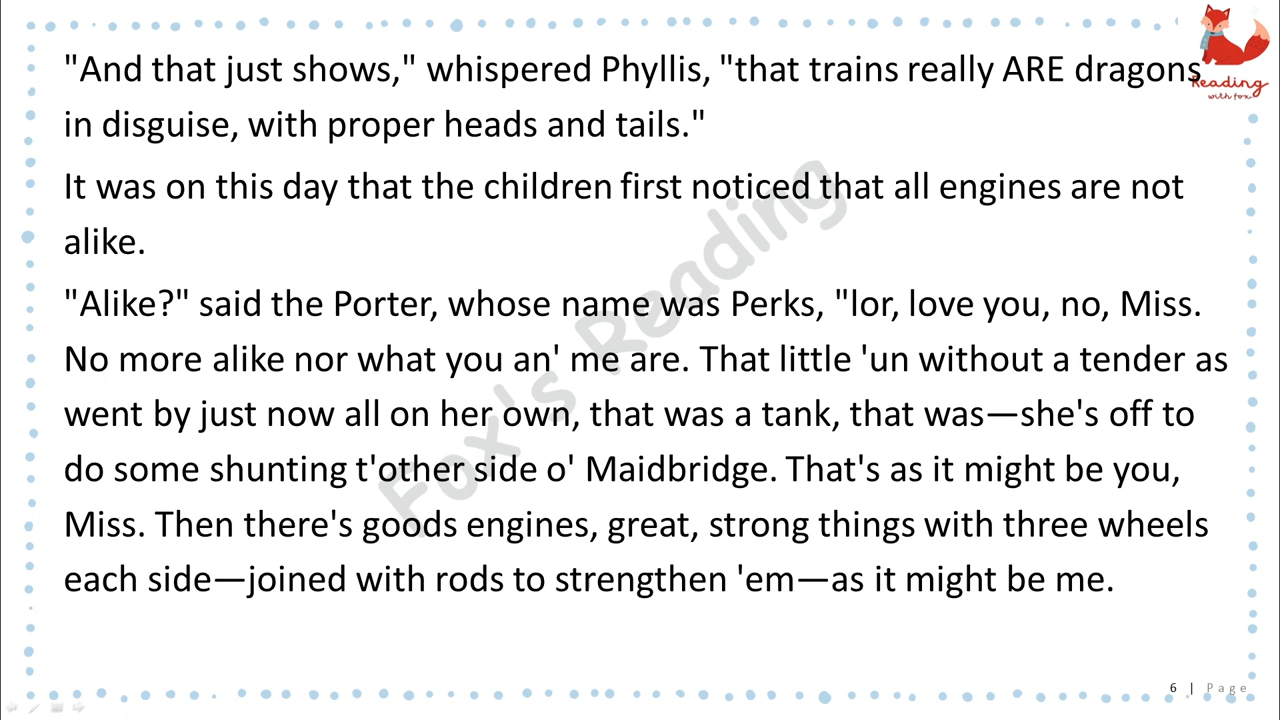 "And that just shows," whispered Phyllis, "that trains really ARE dragons
in disguise, with proper heads and tails."
It was on this day that the children first noticed that all engines are not
alike.
"Alike?" said the Porter, whose name was Perks, "lor, love you, no, Miss.
No more alike nor what you an' me are. That little 'un without a tender as
went by just now all on her own, that was a tank, that was—she's off to
do some shunting t'other side o' Maidbridge. That's as it might be you,
Miss. Then there's goods engines, great, strong things with three wheels
each side—joined with rods to strengthen 'em—as it might be me.
Reading
with fox
Fox's Reading
6 | Page